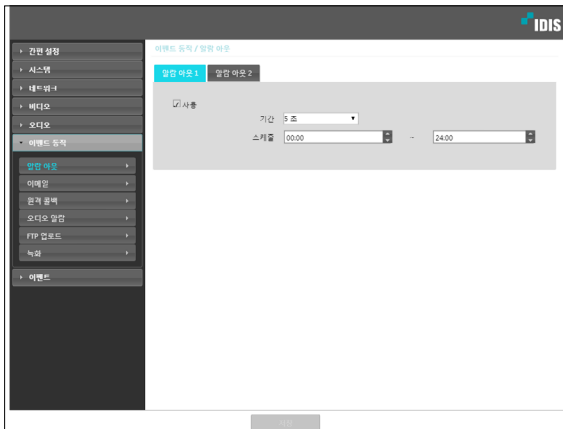 IDIS
간편 설정
시스템
네트워크
비디오
오디오
이벤트 동작
알람 아웃
이메일
원격 콜백
오디오 알람
FTP 업로드
녹화
이벤트
이벤트 동작 / 알람 아웃
알람 아웃 1 알람 아웃 2
사용
기간 5 초
스케줄 00:00 ~ 24:00